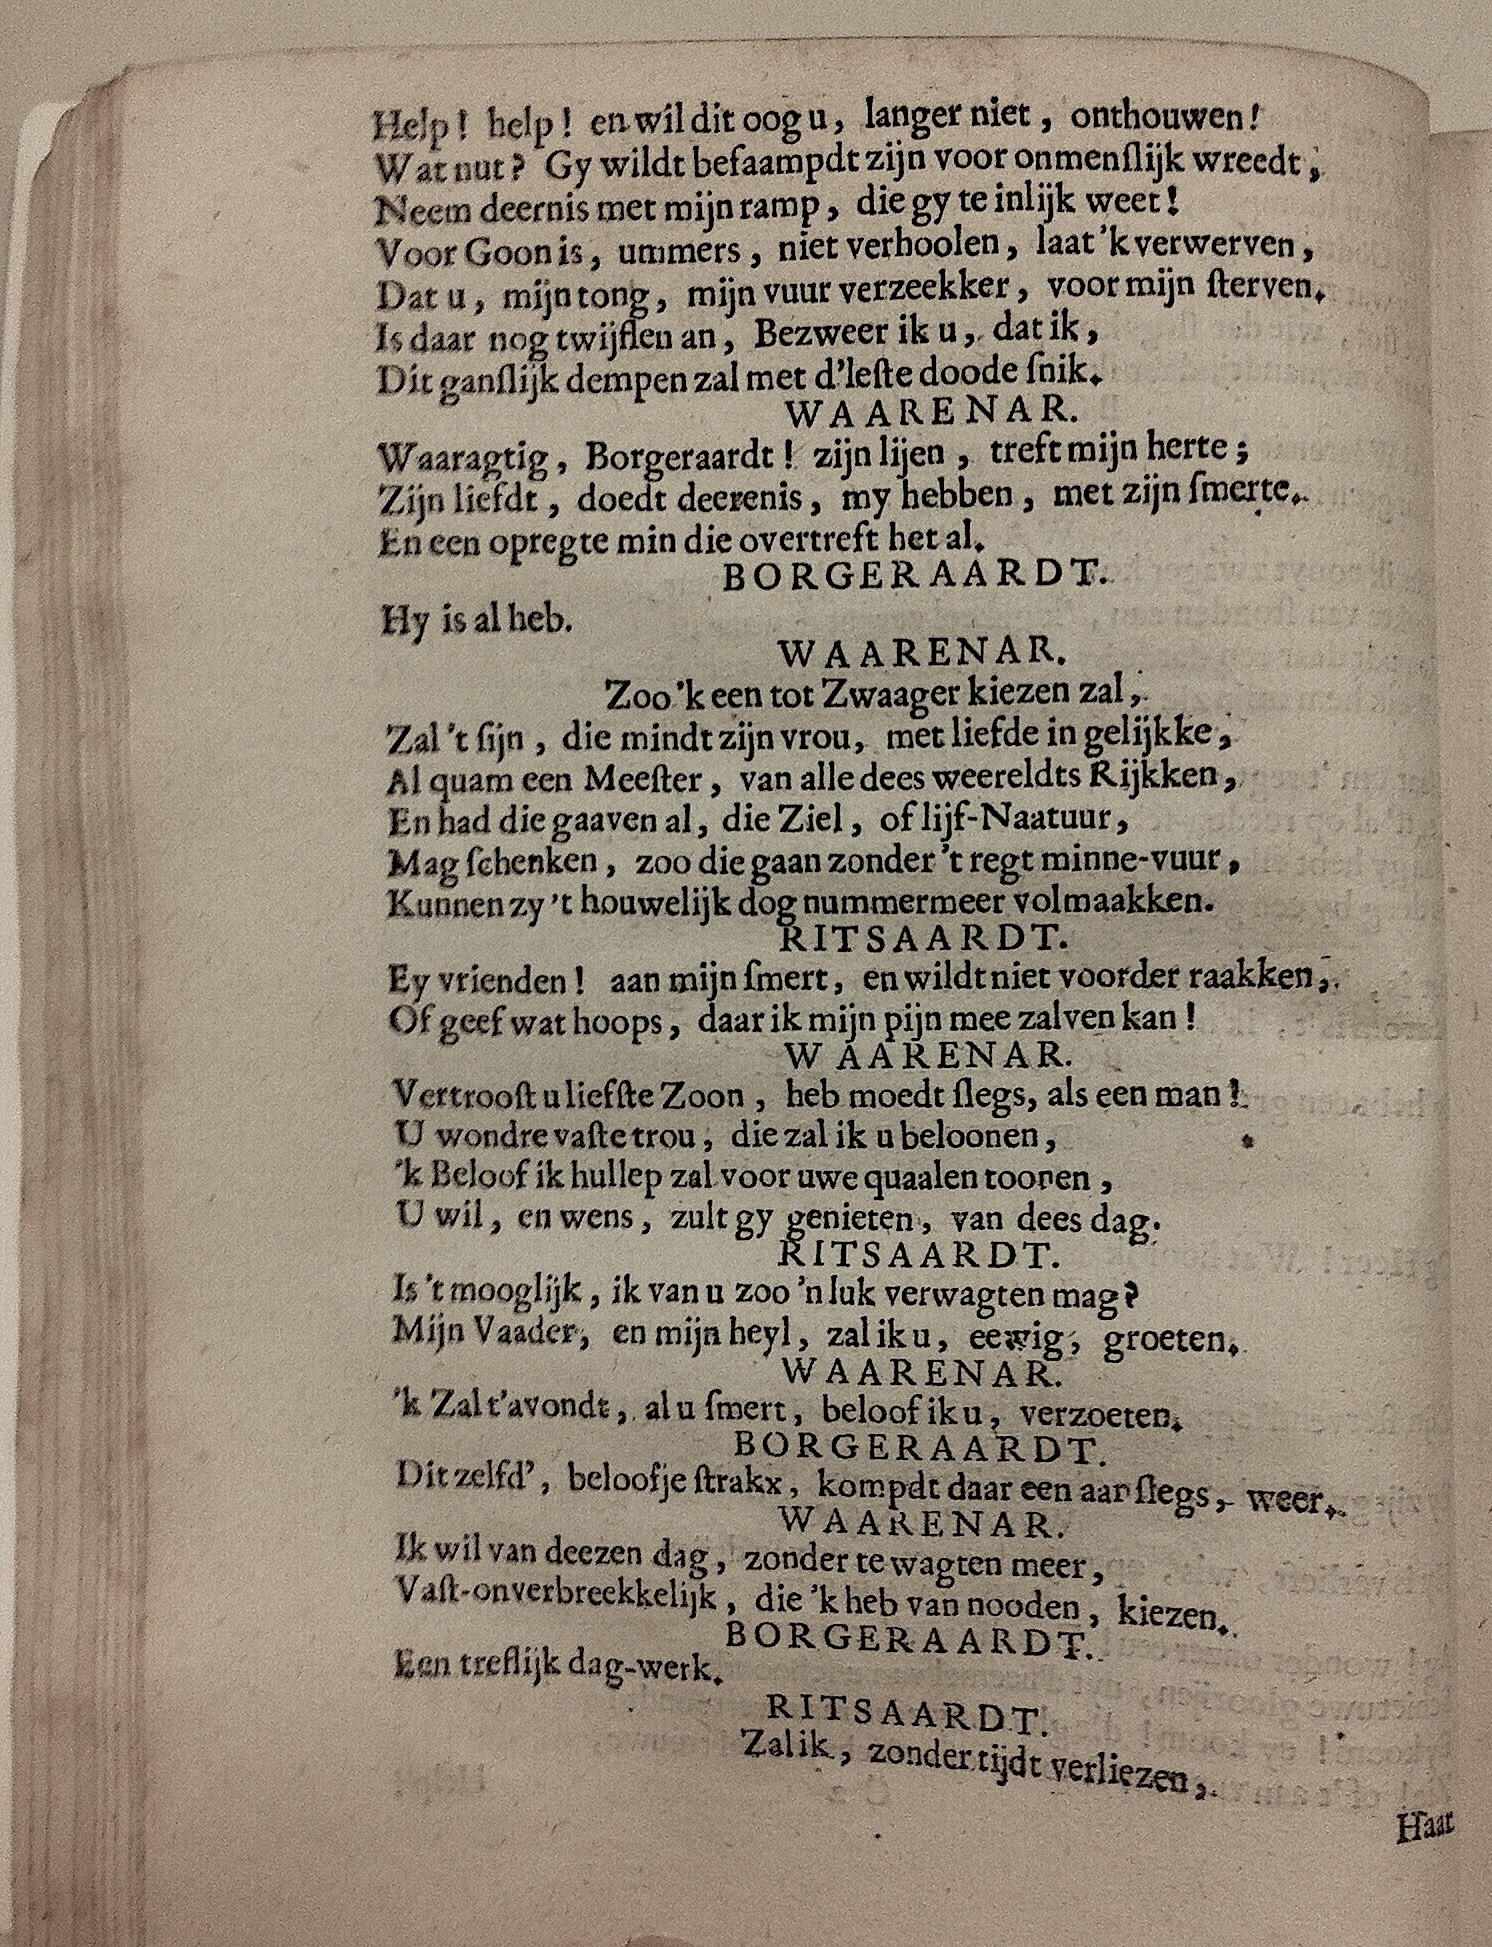 Help! help! en wil dit oog u, langer niet, onthouwen!
Wat nut? Gy wildt befaampdt zijn voor onmenſlijk wreedt,
Neem deernis met mijn ramp, die gy te inlijk weet!
Voor Goon is, ummers, niet verhoolen, laat 'k verwerven,
Dat u, mijn tong, mijn vuur verzeekker, voor mijn ſterven.
Is daar nog twijflen an, Bezweer ik u, dat ik,
Dit ganſlijk dempen zal met d'leſte doode ſnik.
WAARENAR.
Waaragtig, Borgeraardt! zijn lijen, treft mijn herte;
Zijn liefdt, doedt deerenis, my hebben, met zijn ſmerte.
En een opregte min die overtreft het al.
BORGERAARDT.
Hy is al heb.
WAARENAR.
Zoo 'k een tot Zwaager kiezen zal,
Zal 't ſijn, die mindt zijn vrou, met liefde in gelijkke,
Al quam een Meeſter, van alle dees weereldts Rijkken,
En had die gaaven al, die Ziel, of lijf-Naatuur,
Mag ſchenken, zoo die gaan zonder 't regt minne-vuur,
Kunnen zy 't houwelijk dog nummermeer volmaakken.
RITSAARDT.
Ey vrienden! aan mijn ſmert, en wildt niet voorder raakken,
Of geef wat hoops, daar ik mijn pijn mee zalven kan!
WAARENAR.
Vertrooſt u liefſte Zoon, heb moedt ſlegs, als een man!
U wondre vaſte trou, die zal ik u beloonen,
'k Beloof ik hullep zal voor uwe quaalen toonen,
U wil, en wens, zult gy genieten, van dees dag.
RITSAARDT.
Is 't mooglijk, ik van u zoo 'n luk verwagten mag?
Mijn Vaader, en mijn heyl, zal ik u, eewig, groeten.
WAARENAR.
'k Zal t'avondt, al u ſmert, beloof ik u, verzoeten.
BORGERAARDT.
Dit zelfd', beloofje ſtrakx, kompdt daar een aar ſlegs, weer.
WAARENAR.
Ik wil van deezen dag, zonder te wagten meer,
Vaſt-onverbreekkelijk, die 'k heb van nooden, kiezen.
BORGERAARDT.
Een treflijk dag-werk.
RITSAARDT.
Zal ik, zonder tijdt verliezen,
Haar